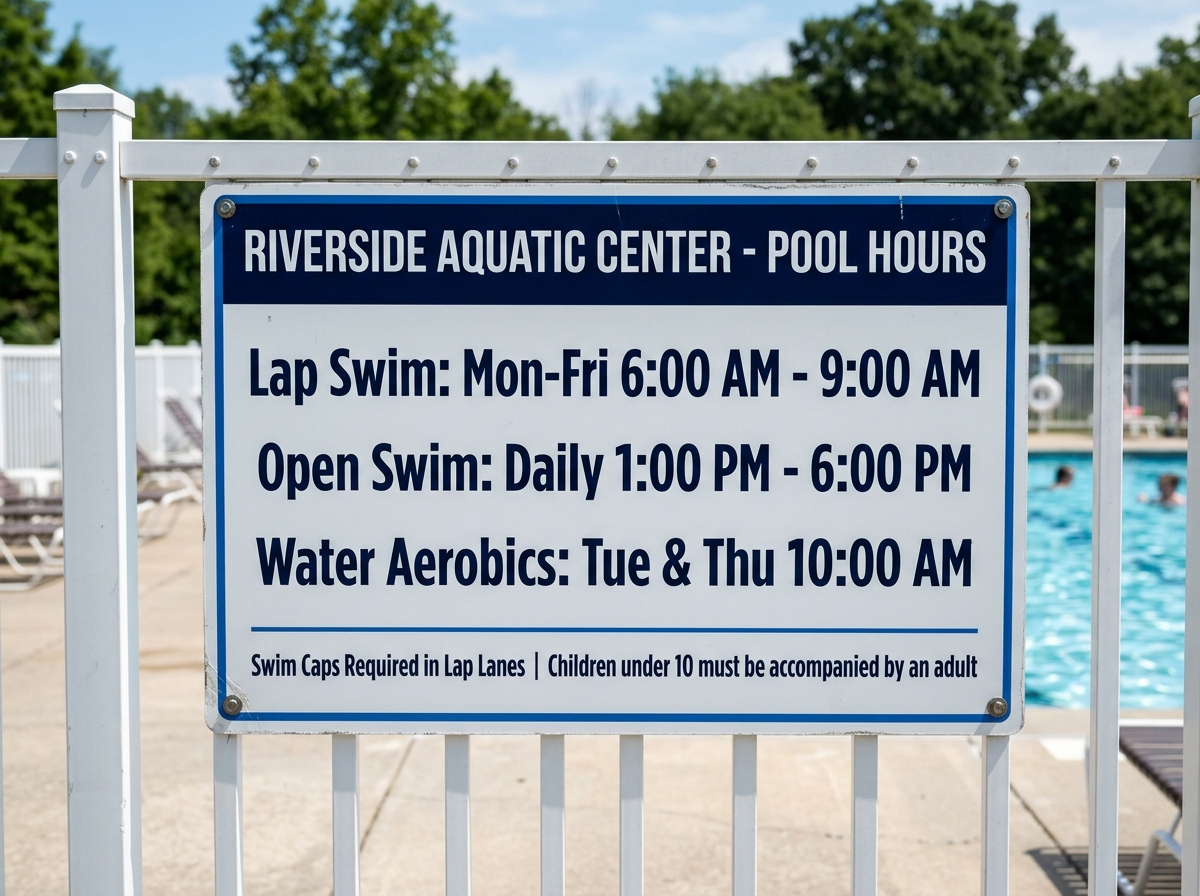 RIVERSIDE AQUATIC CENTER - POOL HOURS
Lap Swim: Mon-Fri 6:00 AM - 9:00 AM
Open Swim: Daily 1:00 PM - 6:00 PM
Water Aerobics: Tue & Thu 10:00 AM
Swim Caps Required in Lap Lanes | Children under 10 must be accompanied by an adult